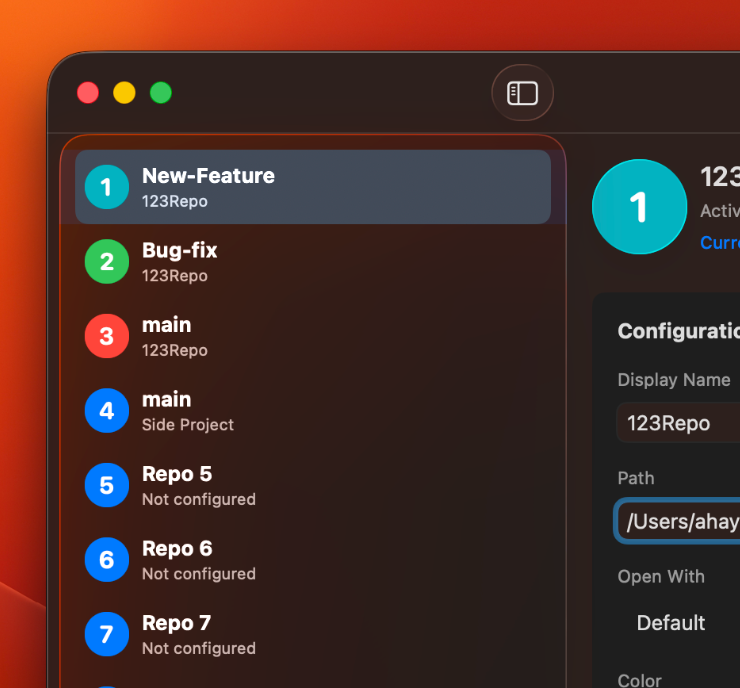 1
New-Feature
123Repo
2
Bug-fix
123Repo
3
main
123Repo
4
main
Side Project
5
Repo 5
Not configured
6
Repo 6
Not configured
7
Repo 7
Not configured
1
123
Activ
Curr
Configuratio
Display Name
123Repo
Path
/Users/ahay
Open With
Default
Color